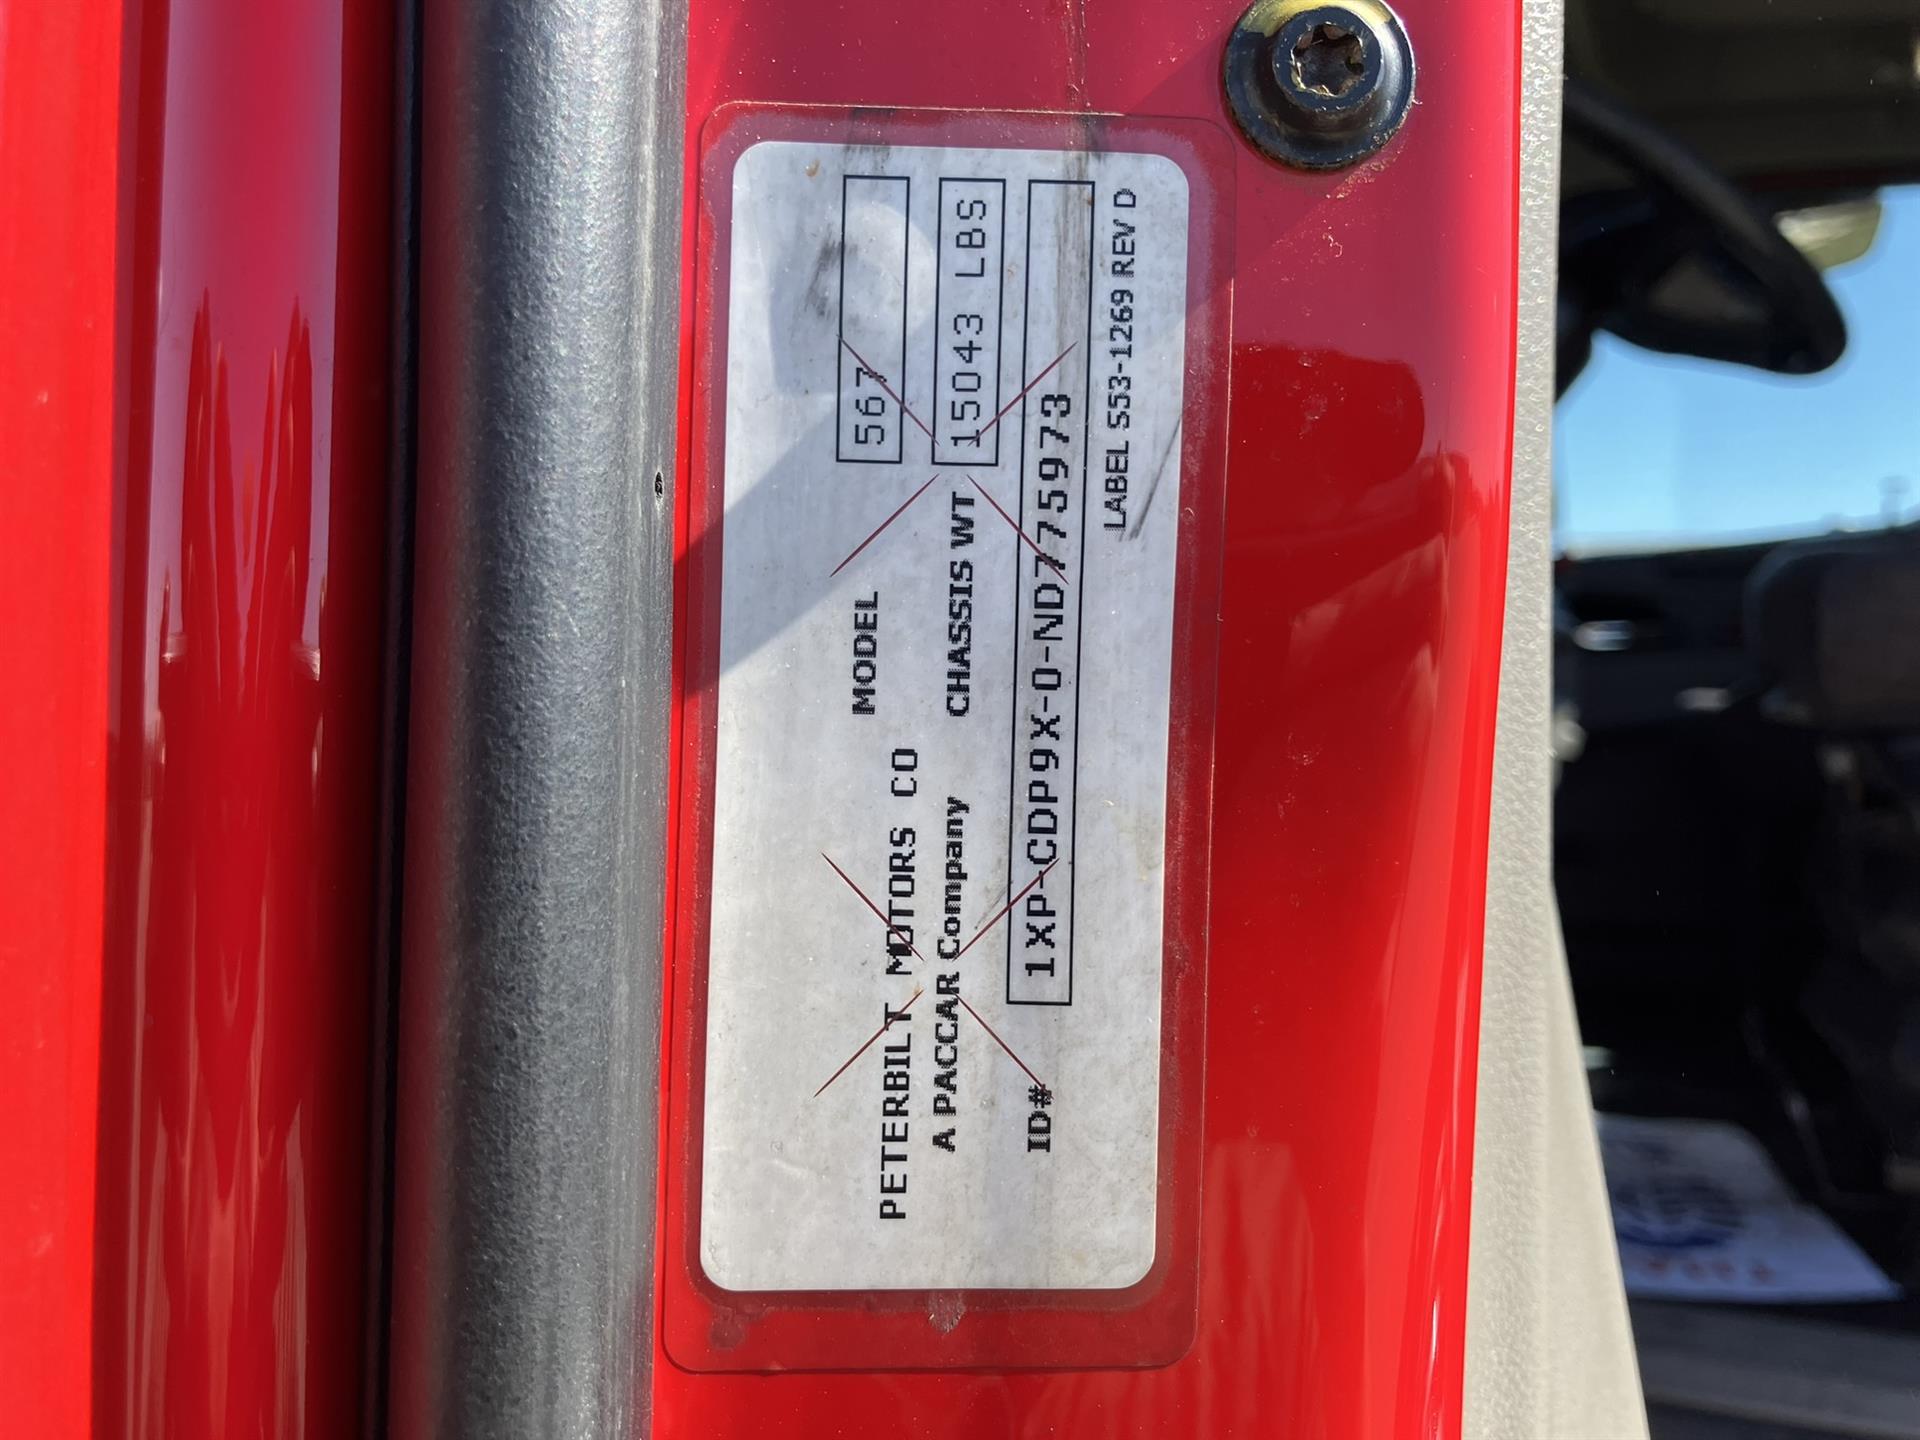 MODEL 567
PETERBILT MOTORS CO
CHASSIS WT 15043 LBS
A PACCAR Company
ID# 1XP-CDP9X-0-ND775973
LABEL S53-1269 REV D